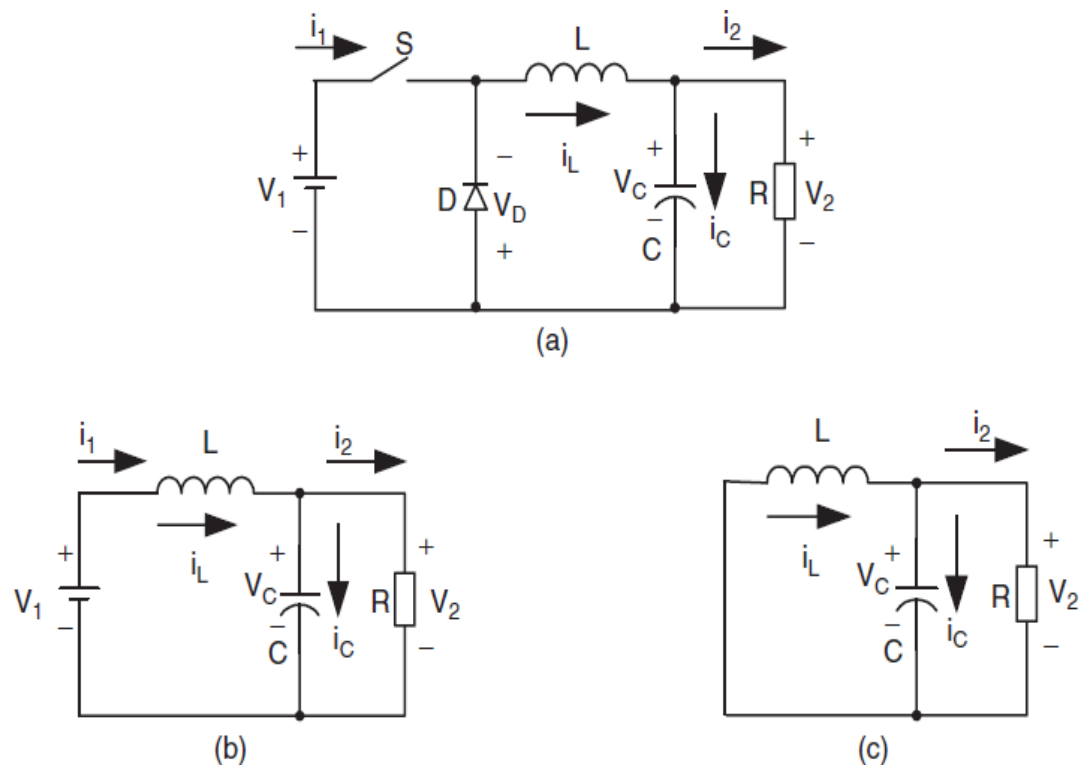 i1 S L i2
+ − iL + +
V1 D VD VC R V2
− + − iC −
C
(a)
i1 L i2
+ iL + +
V1 VC R V2
− − iC −
C
(b)
L i2
iL + +
VC R V2
− iC −
C
(c)